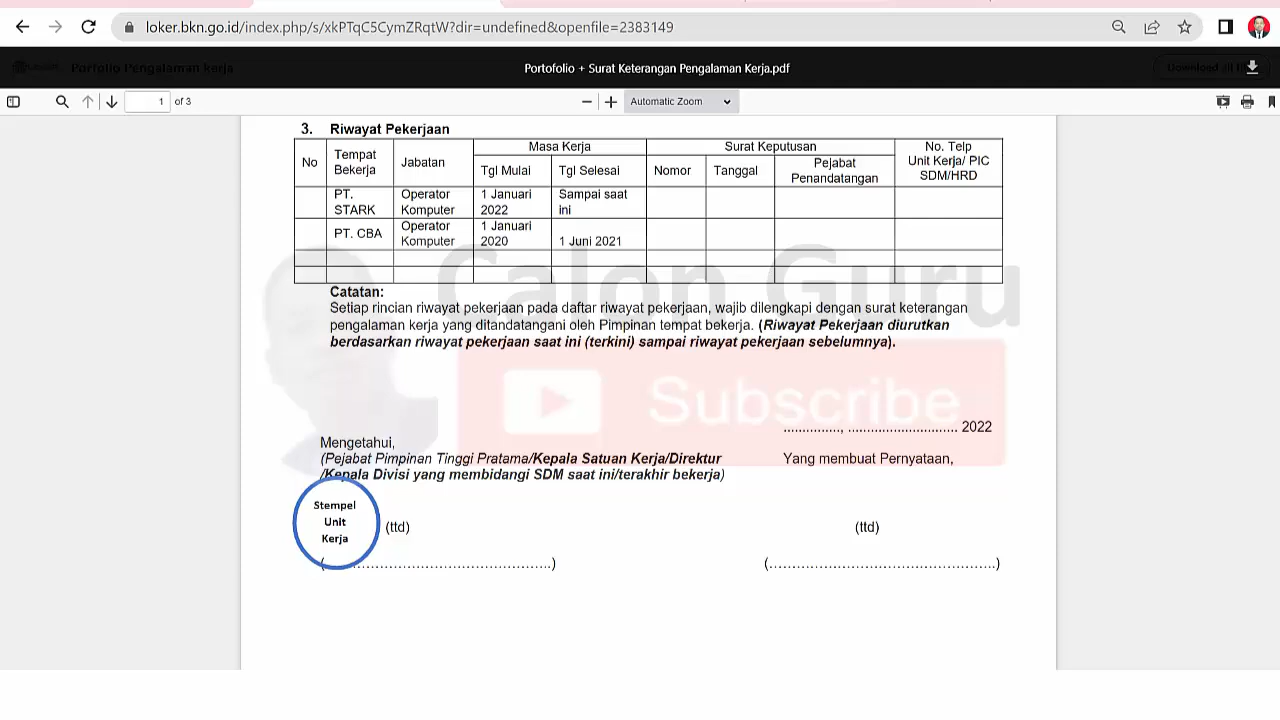 loker.bkn.go.id/index.php/s/xkPTqC5CymZRqtW?dir=undefined&openfile=2383149
Porfolio Pengalaman kerja
Portofolio + Surat Keterangan Pengalaman Kerja.pdf
Download all
1 of 3
Automatic Zoom
3. Riwayat Pekerjaan
No Tempat Bekerja Jabatan Masa Kerja Surat Keputusan No. Telp Unit Kerja/ PIC SDM/HRD
Tgl Mulai Tgl Selesai Nomor Tanggal Pejabat Penandatangan
PT. STARK Operator Komputer 1 Januari 2022 Sampai saat ini
PT. CBA Operator Komputer 1 Januari 2020 1 Juni 2021
Calon Guru
Catatan:
Setiap rincian riwayat pekerjaan pada daftar riwayat pekerjaan, wajib dilengkapi dengan surat keterangan
pengalaman kerja yang ditandatangani oleh Pimpinan tempat bekerja. (Riwayat Pekerjaan diurutkan
berdasarkan riwayat pekerjaan saat ini (terkini) sampai riwayat pekerjaan sebelumnya).
Subscribe
..............., ............................ 2022
Mengetahui,
(Pejabat Pimpinan Tinggi Pratama/Kepala Satuan Kerja/Direktur
/Kepala Divisi yang membidangi SDM saat ini/terakhir bekerja)
Yang membuat Pernyataan,
Stempel
Unit
Kerja
(ttd)
(ttd)
(...............................................)
(...............................................)